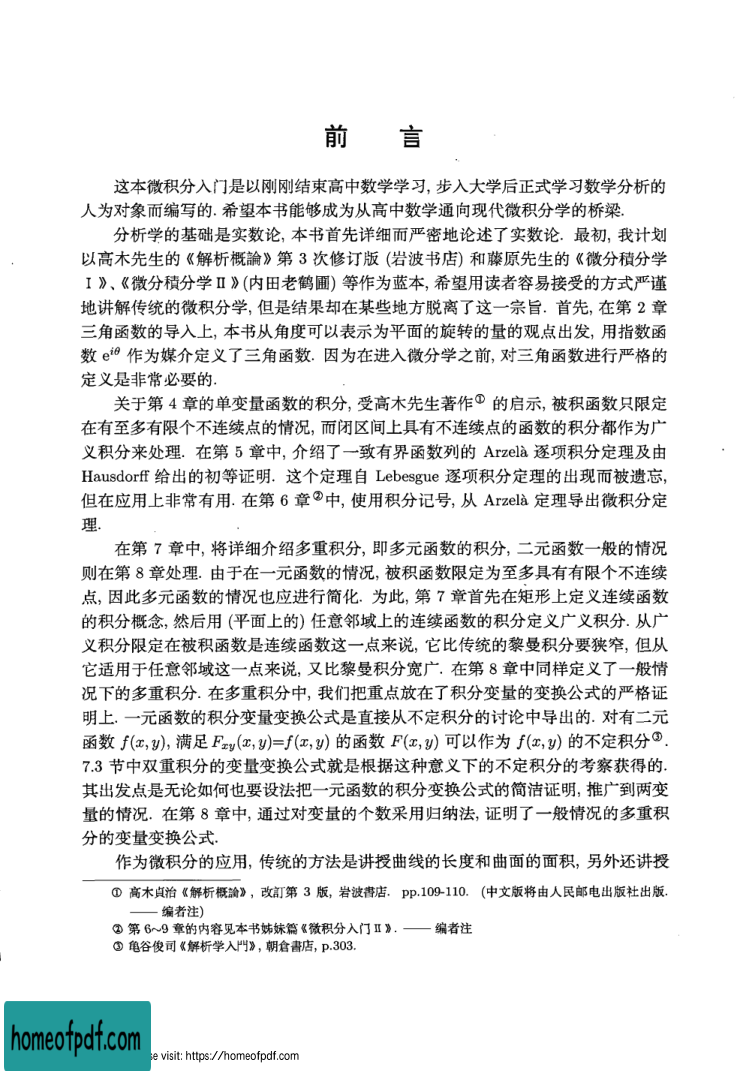 前 言
这本微积分入门是以刚刚结束高中数学学习, 步入大学后正式学习数学分析的
人为对象而编写的. 希望本书能够成为从高中数学通向现代微积分学的桥梁.
分析学的基础是实数论, 本书首先详细而严密地论述了实数论. 最初, 我计划
以高木先生的《解析概論》第 3 次修订版 (岩波书店) 和藤原先生的《微分積分学
I 》、《微分積分学 II 》(内田老鹤圃) 等作为蓝本, 希望用读者容易接受的方式严谨
地讲解传统的微积分学, 但是结果却在某些地方脱离了这一宗旨. 首先, 在第 2 章
三角函数的导入上, 本书从角度可以表示为平面的旋转的量的观点出发, 用指数函
数 e^{iθ} 作为媒介定义了三角函数. 因为在进入微分学之前, 对三角函数进行严格的
定义是非常必要的.
关于第 4 章的单变量函数的积分, 受高木先生著作① 的启示, 被积函数只限定
在有至多有限个不连续点的情况, 而闭区间上具有不连续点的函数的积分都作为广
义积分来处理. 在第 5 章中, 介绍了一致有界函数列的 Arzelà 逐项积分定理及由
Hausdorff 给出的初等证明. 这个定理自 Lebesgue 逐项积分定理的出现而被遗忘,
但在应用上非常有用. 在第 6 章②中, 使用积分记号, 从 Arzelà 定理导出微积分定
理.
在第 7 章中, 将详细介绍多重积分, 即多元函数的积分, 二元函数一般的情况
则在第 8 章处理. 由于在一元函数的情况, 被积函数限定为至多具有有限个不连续
点, 因此多元函数的情况也应进行简化. 为此, 第 7 章首先在矩形上定义连续函数
的积分概念, 然后用 (平面上的) 任意邻域上的连续函数的积分定义广义积分. 从广
义积分限定在被积函数是连续函数这一点来说, 它比传统的黎曼积分要狭窄, 但从
它适用于任意邻域这一点来说, 又比黎曼积分宽广. 在第 8 章中同样定义了一般情
况下的多重积分. 在多重积分中, 我们把重点放在了积分变量的变换公式的严格证
明上. 一元函数的积分变量变换公式是直接从不定积分的讨论中导出的. 对有二元
函数 f(x, y), 满足 F_{xy}(x, y)=f(x, y) 的函数 F(x, y) 可以作为 f(x, y) 的不定积分③.
7.3 节中双重积分的变量变换公式就是根据这种意义下的不定积分的考察获得的.
其出发点是无论如何也要设法把一元函数的积分变换公式的简洁证明, 推广到两变
量的情况. 在第 8 章中, 通过对变量的个数采用归纳法, 证明了一般情况的多重积
分的变量变换公式.
作为微积分的应用, 传统的方法是讲授曲线的长度和曲面的面积, 另外还讲授
① 高木貞治《解析概論》, 改訂第 3 版, 岩波書店. pp.109-110. (中文版将由人民邮电出版社出版.
—— 编者注)
② 第 6~9 章的内容见本书姊妹篇《微积分入门 II 》. —— 编者注
③ 亀谷俊司《解析学入門》, 朝倉書店, p.303.
homeofpdf.com
se visit: https://homeofpdf.com